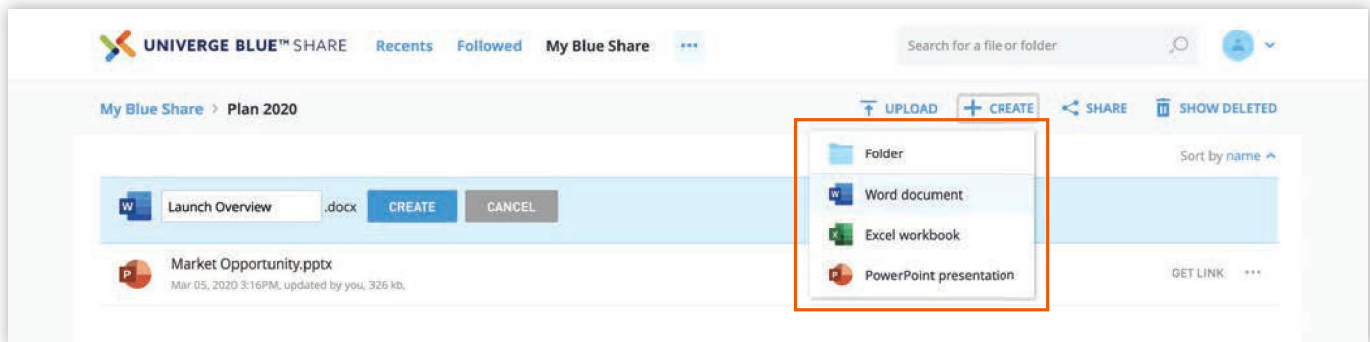 UNIVERGE BLUE™ SHARE Recents Followed My Blue Share ••• Search for a file or folder
My Blue Share > Plan 2020 UPLOAD + CREATE SHARE SHOW DELETED
Folder Sort by name
W Launch Overview .docx CREATE CANCEL W Word document
X Excel workbook
P Market Opportunity.pptx P PowerPoint presentation GET LINK •••
Mar 05, 2020 3:16PM, updated by you, 326 kb,